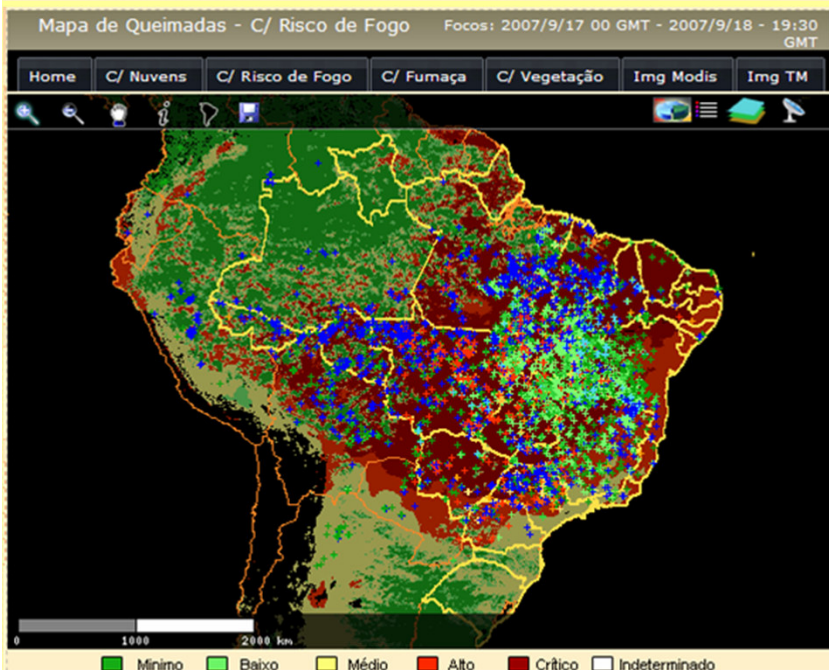 Mapa de Queimadas - C/ Risco de Fogo
Focos: 2007/9/17 00 GMT - 2007/9/18 - 19:30
GMT
Home C/ Nuvens C/ Risco de Fogo C/ Fumaça C/ Vegetação Img Modis Img TM
0 1000 2000 km
Minimo Baixo Médio Alto Crítico Indeterminado